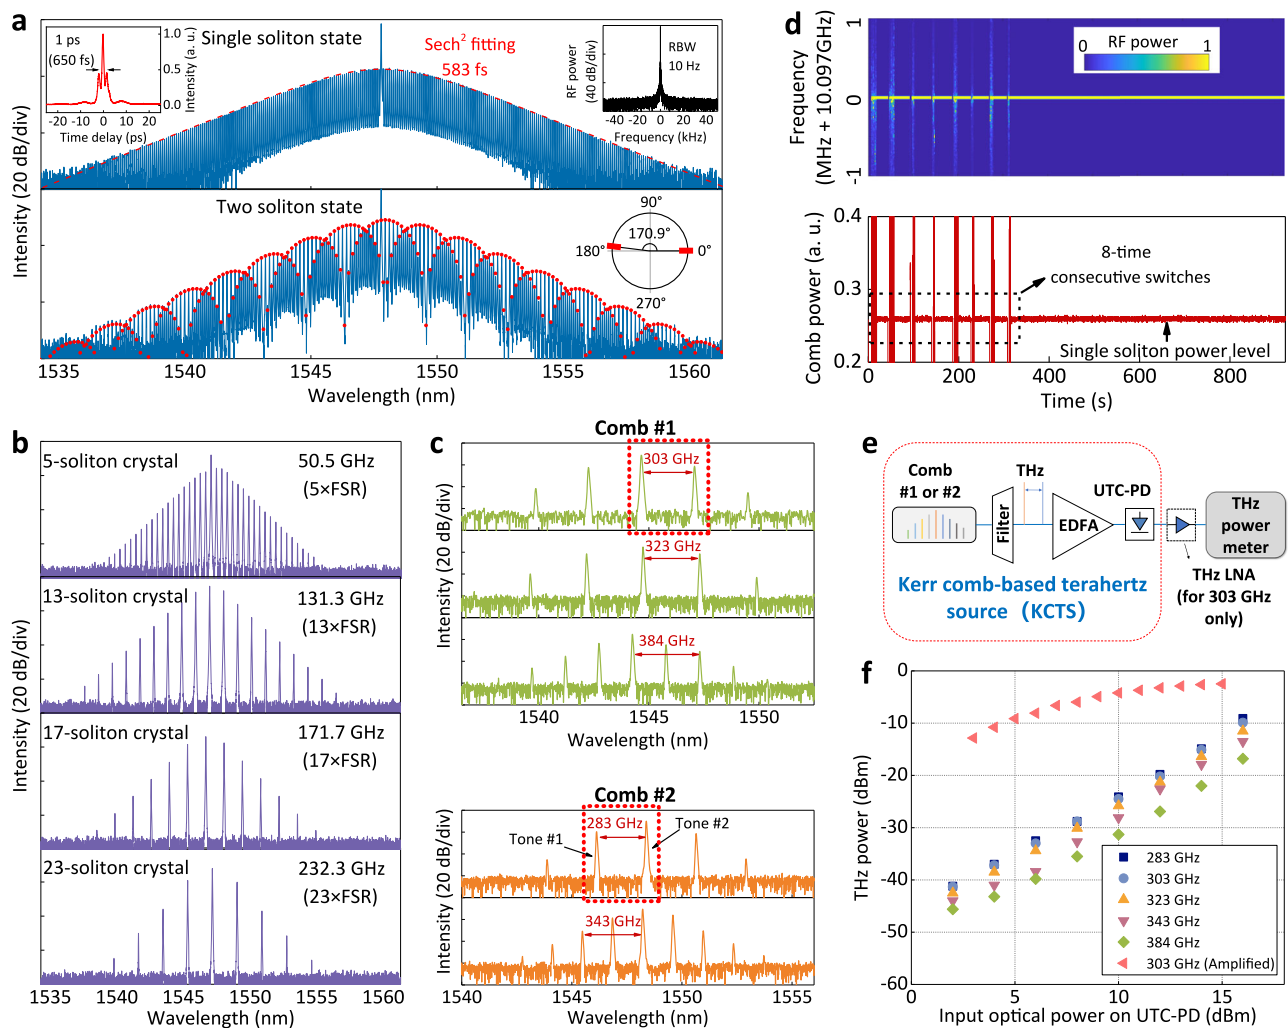 a
Single soliton state
Sech² fitting
583 fs
1 ps
(650 fs)
1.0
0.5
0.0
Intensity (a. u.)
-20 -10 0 10 20
Time delay (ps)
RF power
(40 dB/div)
RBW
10 Hz
-40 0 40
Frequency (kHz)
Two soliton state
90°
170.9°
180°
0°
270°
Intensity (20 dB/div)
1535 1540 1545 1550 1555 1560
Wavelength (nm)
b
5-soliton crystal
50.5 GHz
(5×FSR)
13-soliton crystal
131.3 GHz
(13×FSR)
17-soliton crystal
171.7 GHz
(17×FSR)
23-soliton crystal
232.3 GHz
(23×FSR)
Intensity (20 dB/div)
1535 1540 1545 1550 1555 1560
Wavelength (nm)
c
Comb #1
303 GHz
323 GHz
384 GHz
Intensity (20 dB/div)
1540 1545 1550
Wavelength (nm)
Comb #2
283 GHz
Tone #1
Tone #2
343 GHz
Intensity (20 dB/div)
1540 1545 1550 1555
Wavelength (nm)
d
1
0
-1
Frequency
(MHz + 10.097GHz)
0 RF power 1
0.4
0.3
0.2
Comb power (a. u.)
8-time
consecutive switches
Single soliton power level
0 200 400 600 800
Time (s)
e
Comb
#1 or #2
THz
UTC-PD
Filter
EDFA
THz
power
meter
Kerr comb-based terahertz
source (KCTS)
THz LNA
(for 303 GHz
only)
f
0
-10
-20
-30
-40
-50
-60
THz power (dBm)
283 GHz
303 GHz
323 GHz
343 GHz
384 GHz
303 GHz (Amplified)
0 5 10 15
Input optical power on UTC-PD (dBm)